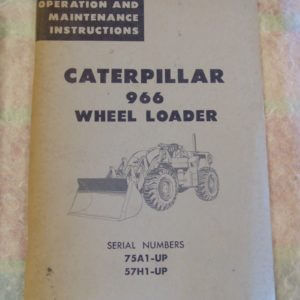 OPERATION AND
MAINTENANCE
INSTRUCTIONS
CATERPILLAR
966
WHEEL LOADER
SERIAL NUMBERS
75A1-UP
57H1-UP